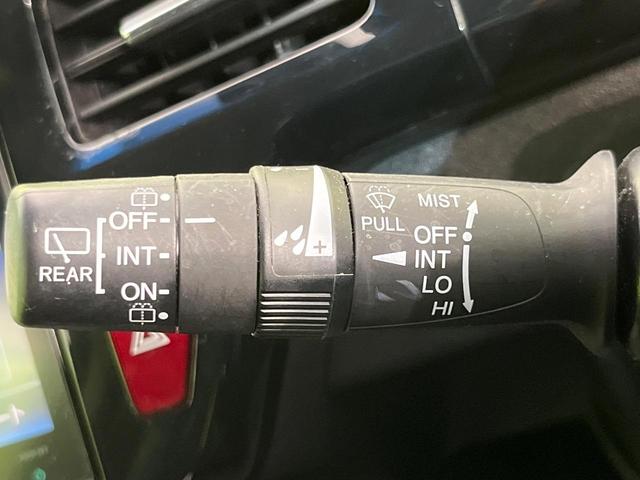 REAR
OFF
INT
ON
+
PULL
MIST
OFF
INT
LO
HI